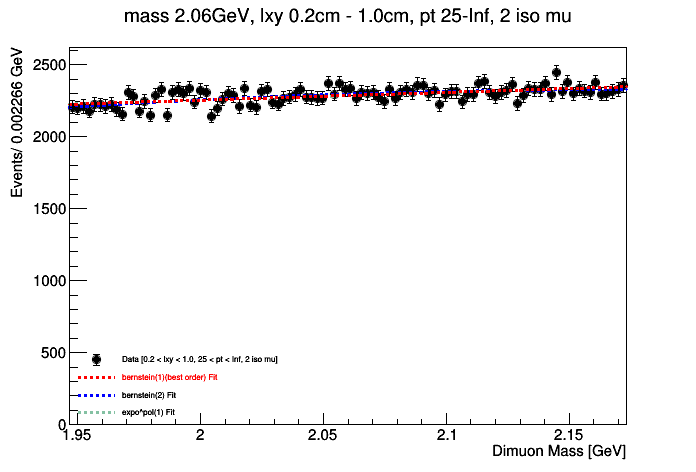 mass 2.06GeV, lxy 0.2cm - 1.0cm, pt 25-Inf, 2 iso mu
Events/ 0.002266 GeV
2500
2000
1500
1000
500
0
Data [0.2 < lxy < 1.0, 25 < pt < Inf, 2 iso mu]
bernstein(1)(best order) Fit
bernstein(2) Fit
expo^pol(1) Fit
1.95 2 2.05 2.1 2.15
Dimuon Mass [GeV]